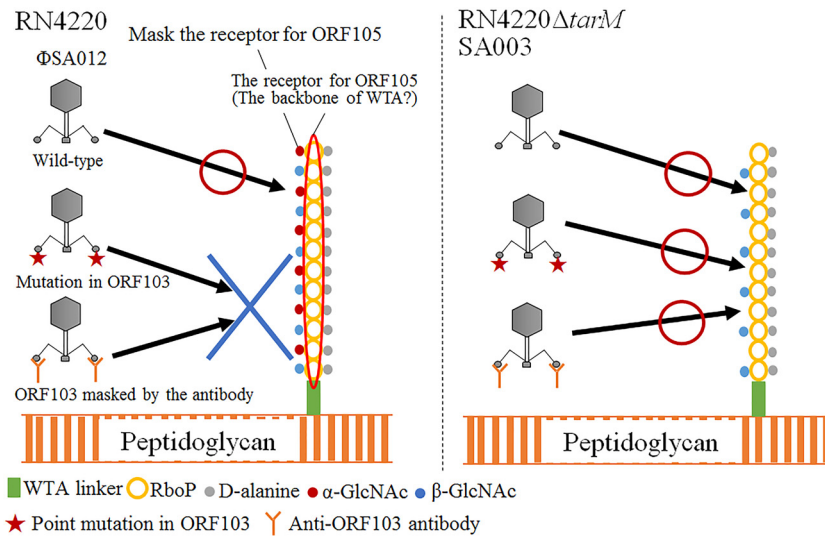 RN4220
ΦSA012
Mask the receptor for ORF105
The receptor for ORF105
(The backbone of WTA?)
Wild-type
Mutation in ORF103
ORF103 masked by the antibody
Peptidoglycan
RN4220ΔtarM
SA003
Peptidoglycan
WTA linker RboP D-alanine α-GlcNAc β-GlcNAc
Point mutation in ORF103 Anti-ORF103 antibody